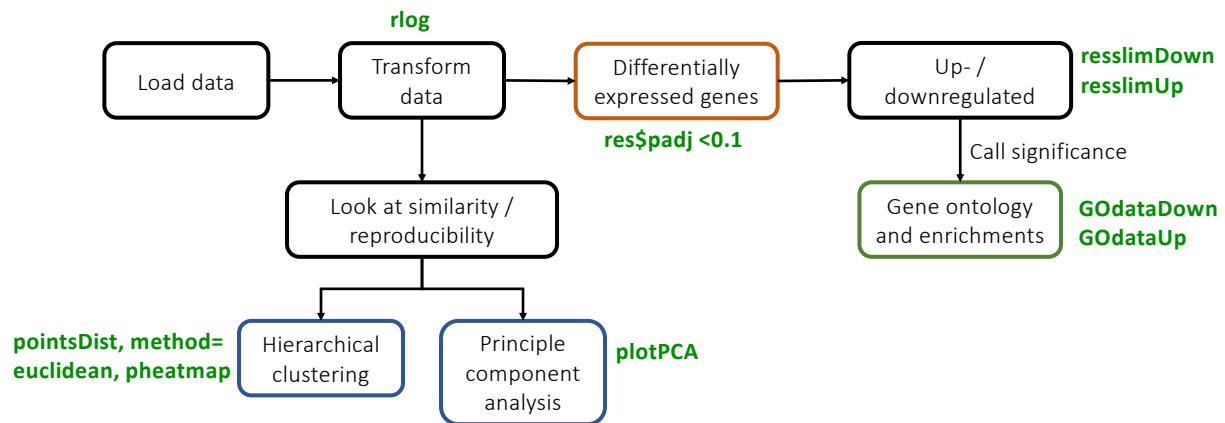 rlog
Load data
Transform
data
Differentially
expressed genes
Up- /
downregulated
resslimDown
resslimUp
res$padj <0.1
Call significance
Look at similarity /
reproducibility
Gene ontology
and enrichments
GOdataDown
GOdataUp
pointsDist, method=
euclidean, pheatmap
Hierarchical
clustering
Principle
component
analysis
plotPCA